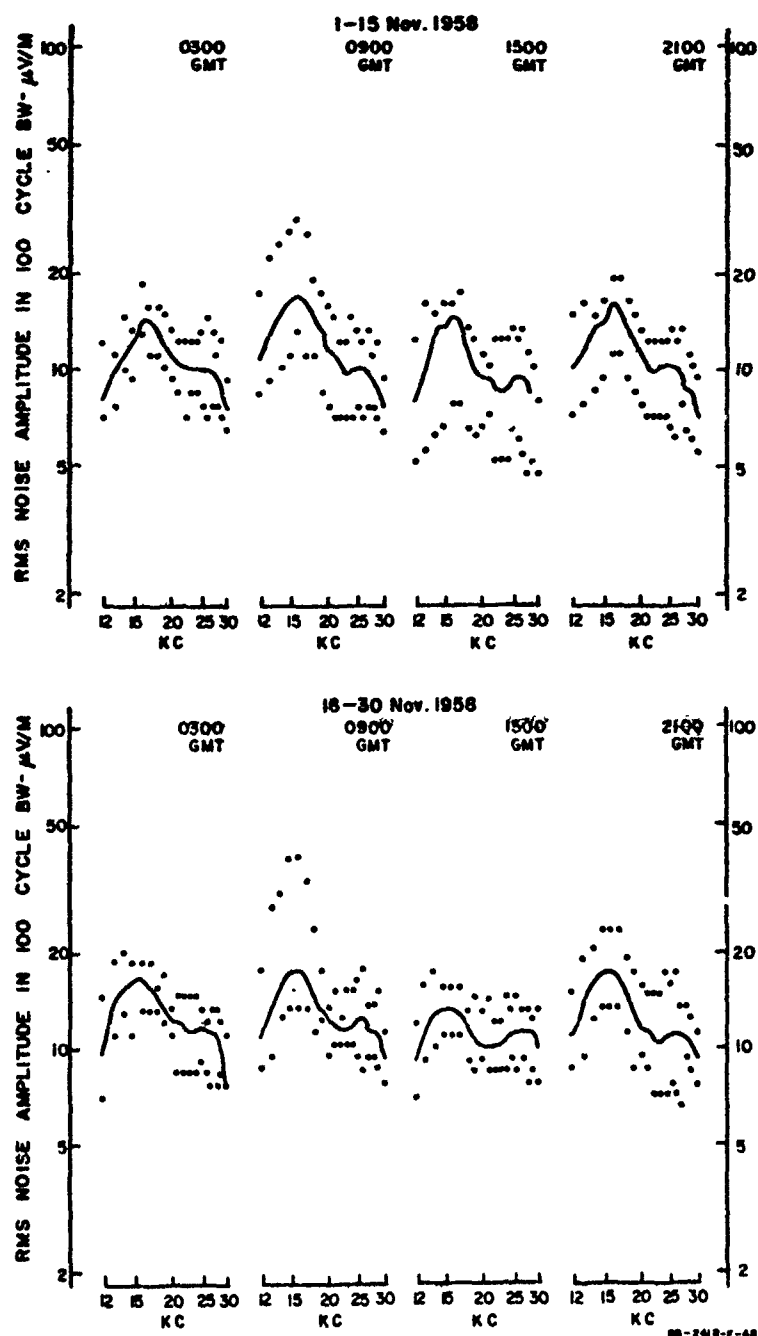 1-15 Nov. 1958
0300 GMT
0900 GMT
1500 GMT
2100 GMT
RMS NOISE AMPLITUDE IN 100 CYCLE BW-μV/M
100
50
20
10
5
2
100
50
20
10
5
2
12 15 20 25 30
KC
12 15 20 25 30
KC
12 15 20 25 30
KC
12 15 20 25 30
KC
16-30 Nov. 1958
0300 GMT
0900 GMT
1500 GMT
2100 GMT
RMS NOISE AMPLITUDE IN 100 CYCLE BW-μV/M
100
50
20
10
5
2
100
50
20
10
5
2
12 15 20 25 30
KC
12 15 20 25 30
KC
12 15 20 25 30
KC
12 15 20 25 30
KC